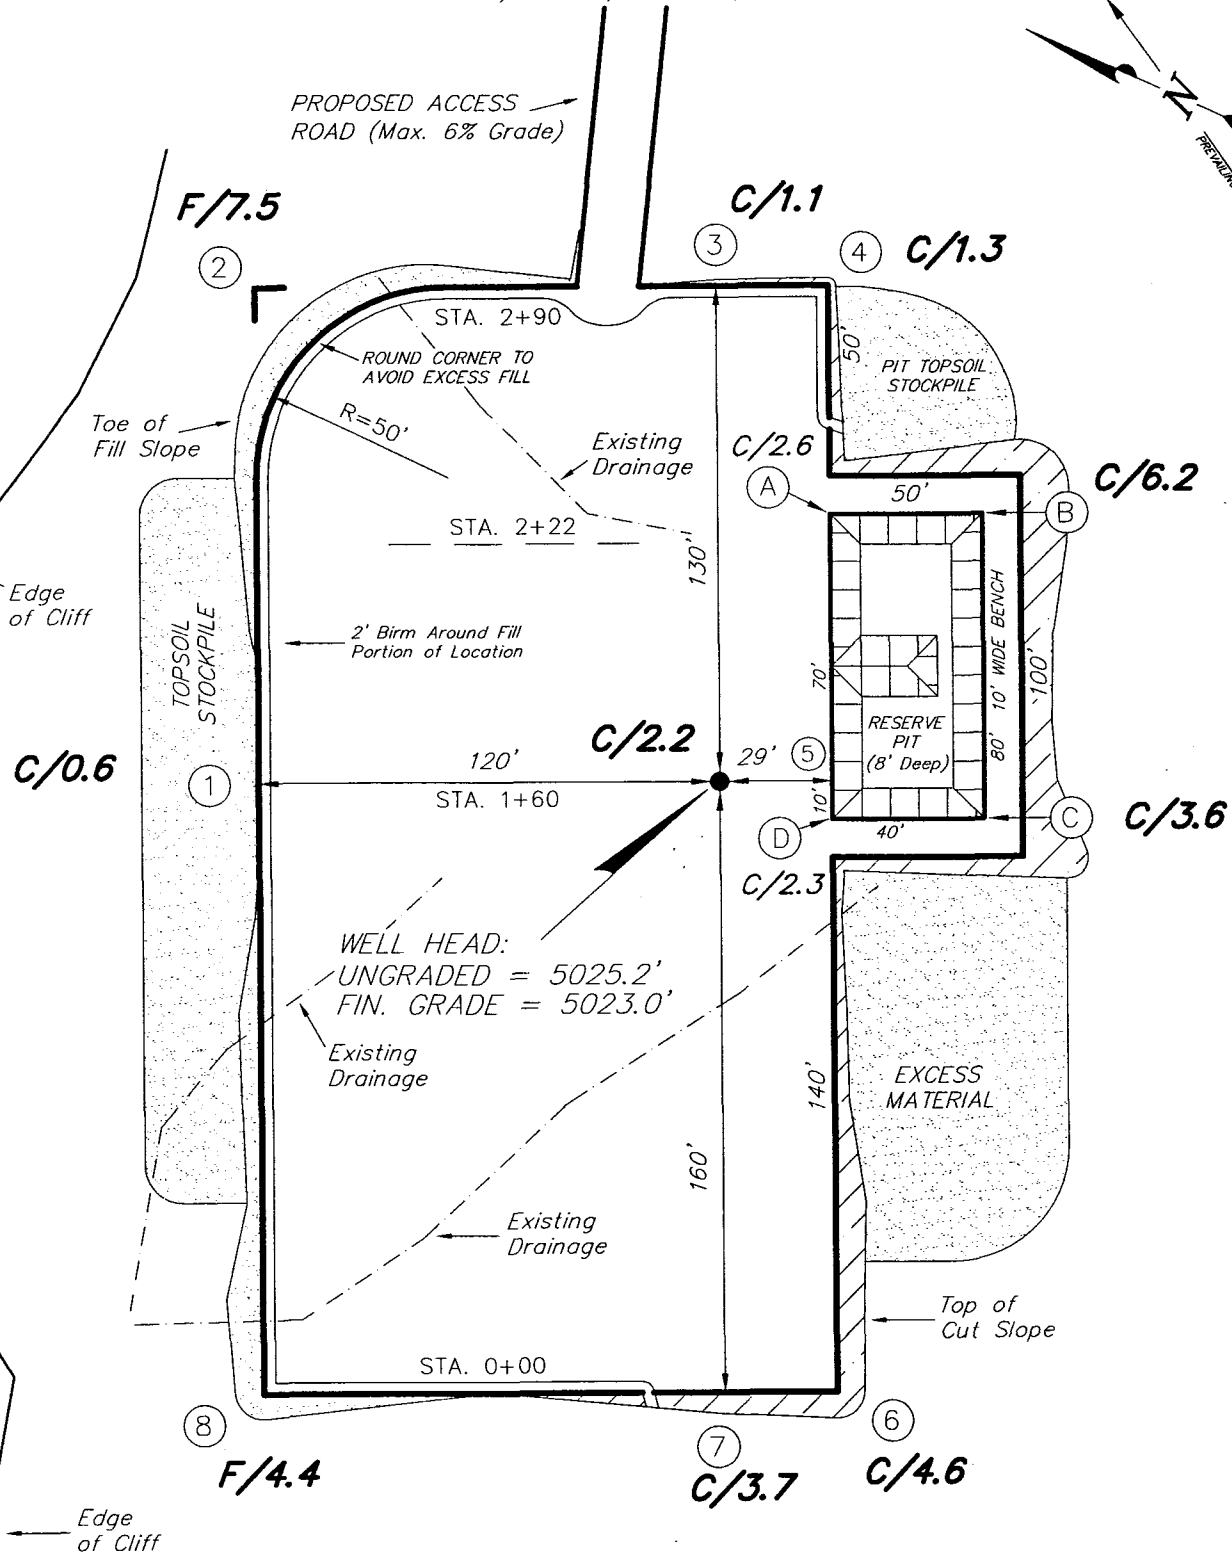 PROPOSED ACCESS
ROAD (Max. 6% Grade)
N
F/7.5
2
C/1.1
3
4
C/1.3
STA. 2+90
ROUND CORNER TO
AVOID EXCESS FILL
50'
PIT TOPSOIL
STOCKPILE
R=50'
Toe of
Fill Slope
Existing
Drainage
C/2.6
A
50'
C/6.2
B
STA. 2+22
130'
Edge
of Cliff
TOPSOIL
STOCKPILE
2' Birm Around Fill
Portion of Location
70'
10' WIDE BENCH
100'
RESERVE
PIT
(8' Deep)
80'
C/0.6
1
120'
STA. 1+60
C/2.2
29'
5
10'
D
40'
C
C/3.6
C/2.3
WELL HEAD:
UNGRADED = 5025.2'
FIN. GRADE = 5023.0'
Existing
Drainage
140'
EXCESS
MATERIAL
160'
Existing
Drainage
Top of
Cut Slope
STA. 0+00
8
F/4.4
7
C/3.7
6
C/4.6
Edge
of Cliff